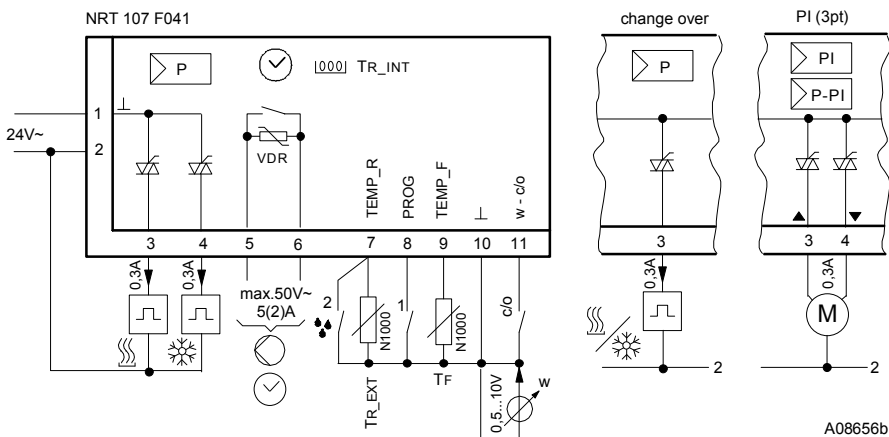 NRT 107 F041
change over
PI (3pt)
P
TR_INT
P
PI
P-PI
1
⊥
24V~
2
VDR
TEMP_R
PROG
TEMP_F
⊥
w - c/o
3
4
5
6
7
8
9
10
11
3
3
4
0,3A
0,3A
max.50V~
5(2)A
2
N1000
1
N1000
c/o
0,3A
0,3A
M
TR_EXT
TF
0,5...10V
w
2
2
A08656b